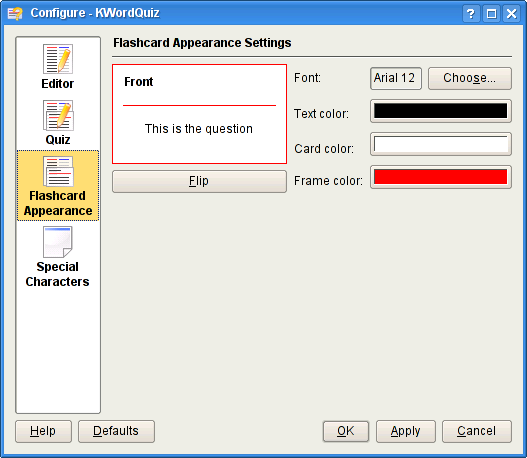 Configure - KWordQuiz
Editor
Quiz
Flashcard
Appearance
Special
Characters
Flashcard Appearance Settings
Front
This is the question
Flip
Font:
Arial 12
Choose...
Text color:
Card color:
Frame color:
Help
Defaults
OK
Apply
Cancel